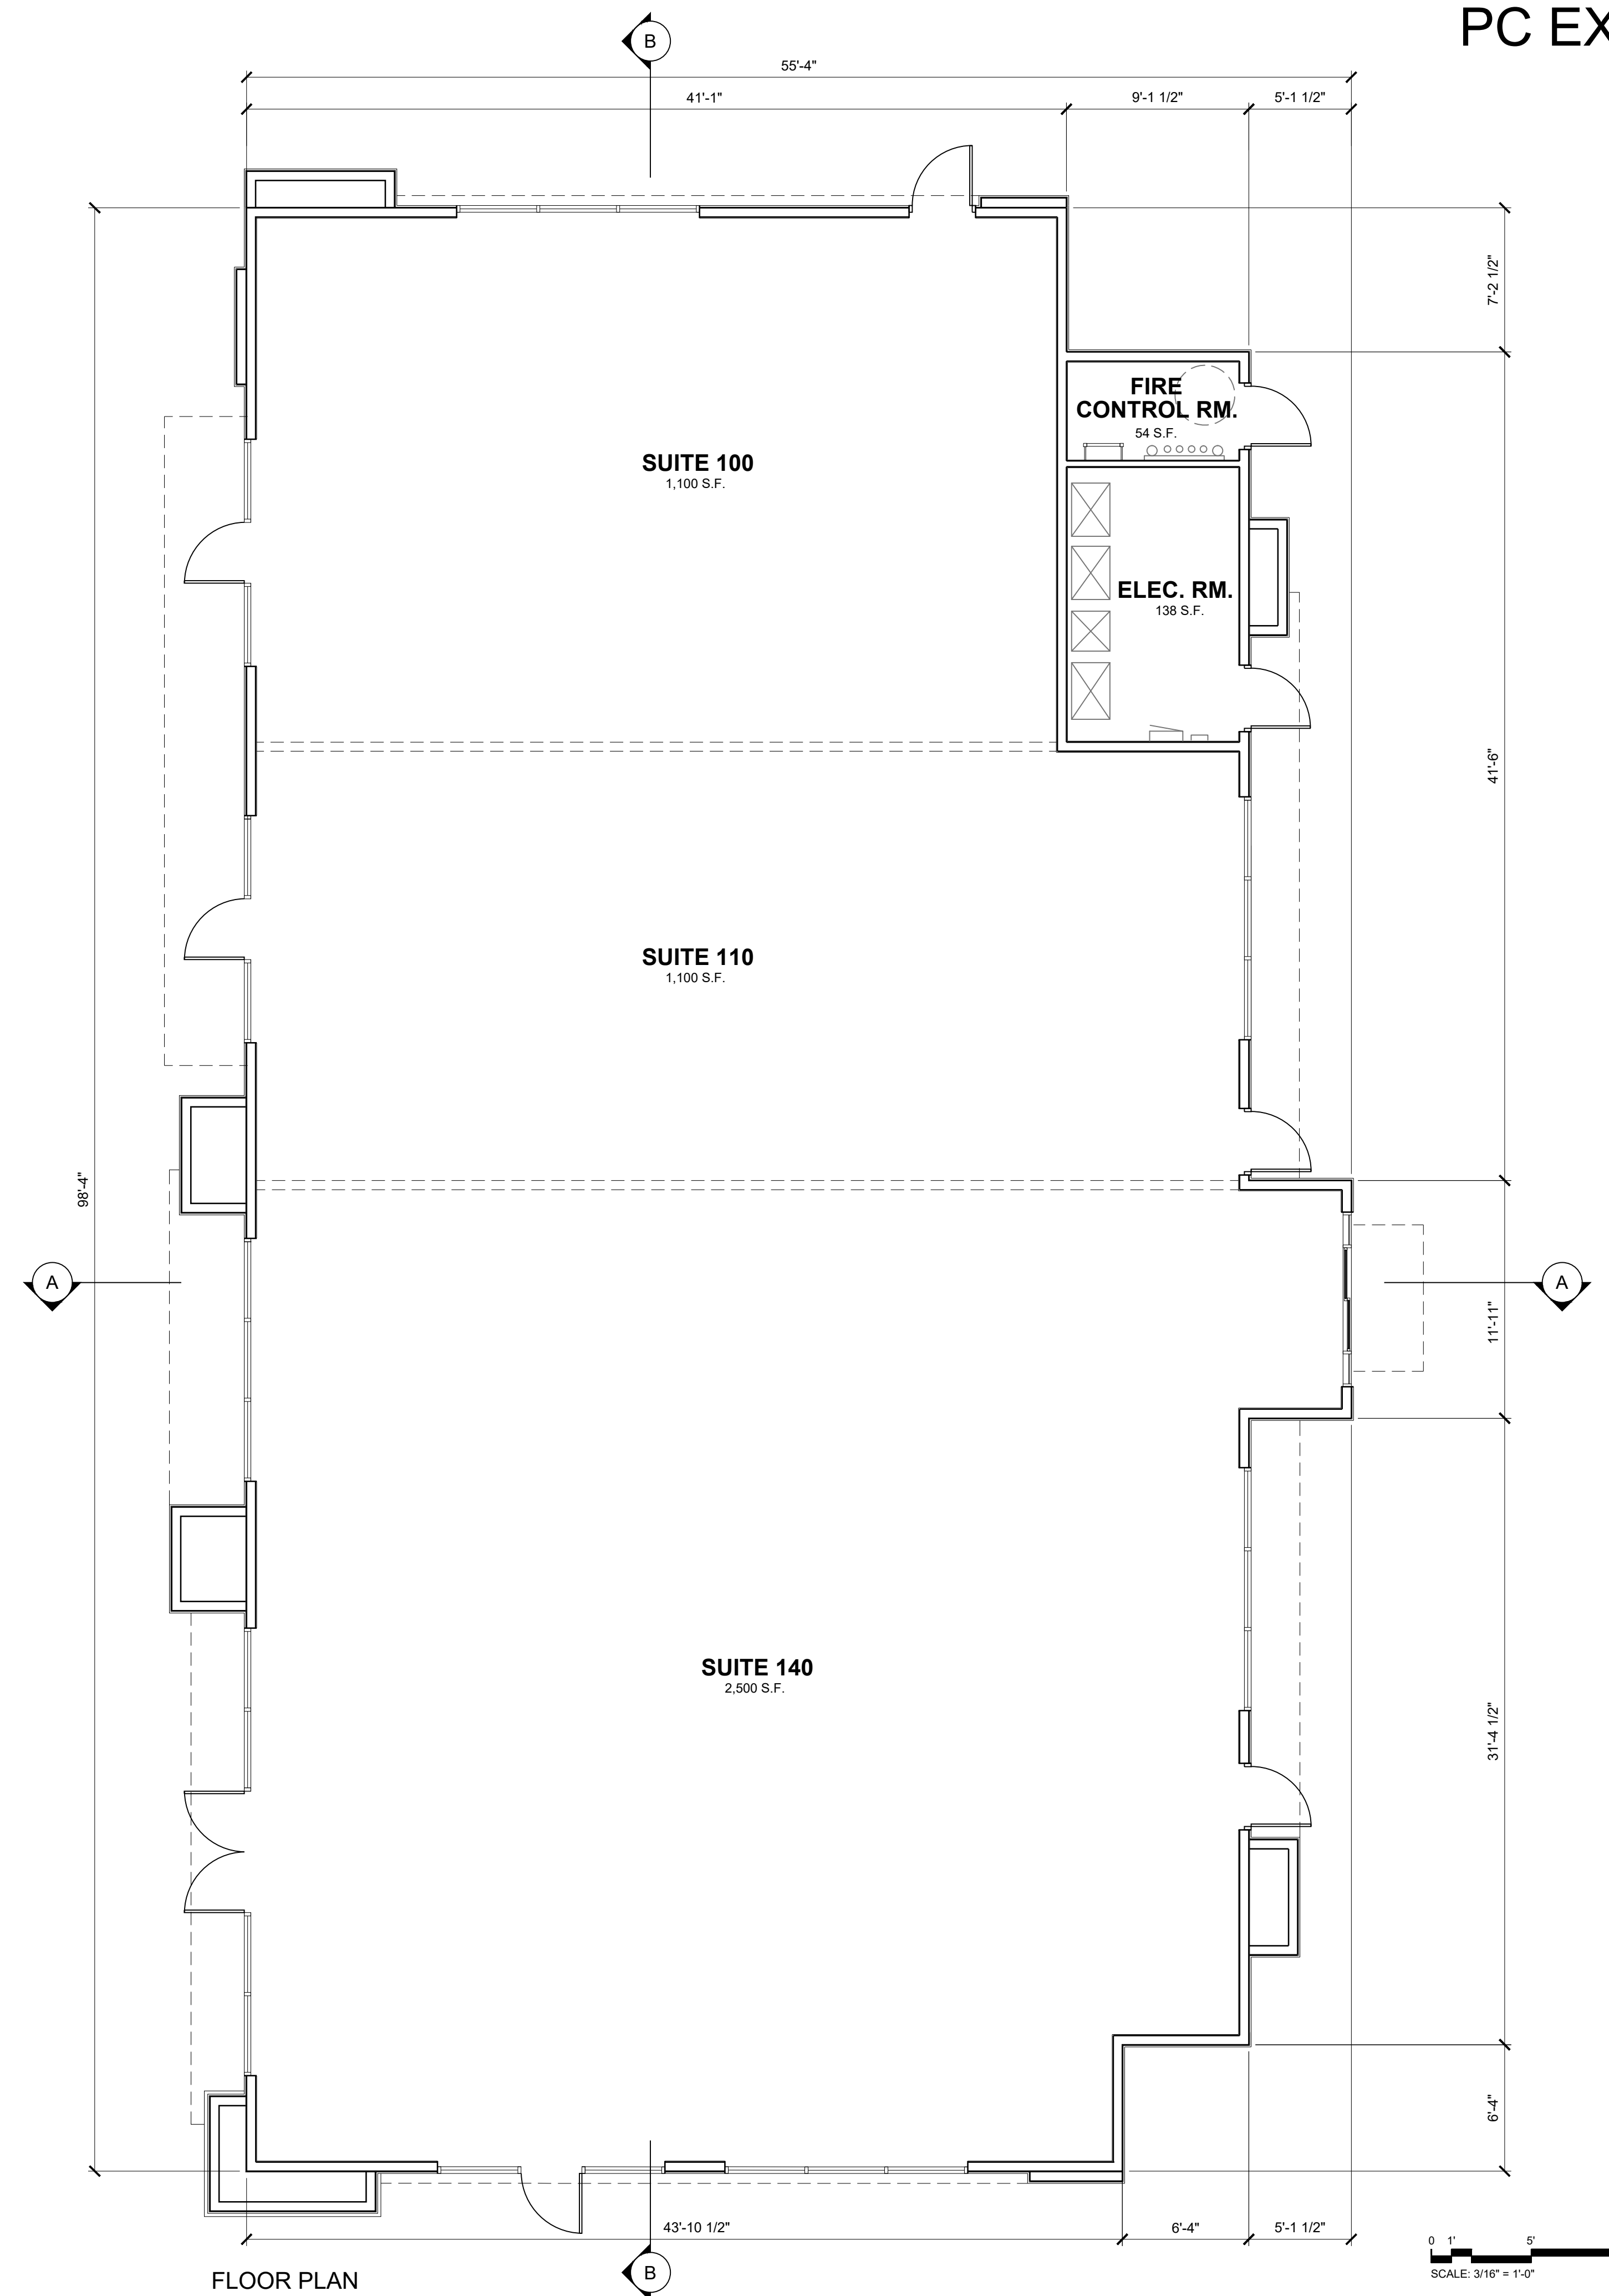 PC EX
B
55'-4"
41'-1"
9'-1 1/2"
5'-1 1/2"
7'-2 1/2"
FIRE
CONTROL RM.
54 S.F.
SUITE 100
1,100 S.F.
ELEC. RM.
138 S.F.
41'-6"
SUITE 110
1,100 S.F.
98'-4"
A
A
11'-11"
SUITE 140
2,500 S.F.
31'-4 1/2"
6'-4"
43'-10 1/2"
6'-4"
5'-1 1/2"
B
0 1' 5'
SCALE: 3/16" = 1'-0"
FLOOR PLAN